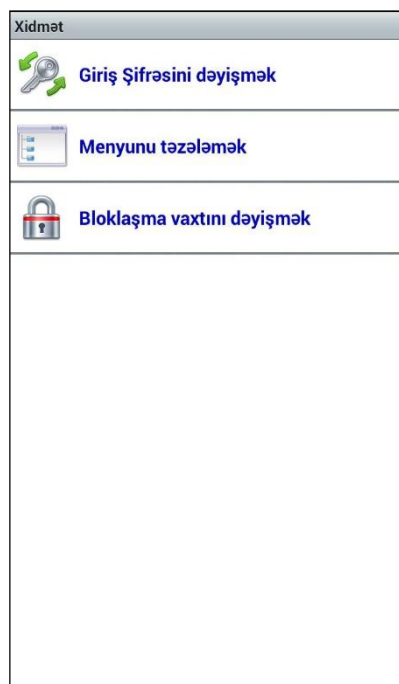 Xidmət
Giriş Şifrəsini dəyişmək
Menyunu təzələmək
Bloklaşma vaxtını dəyişmək